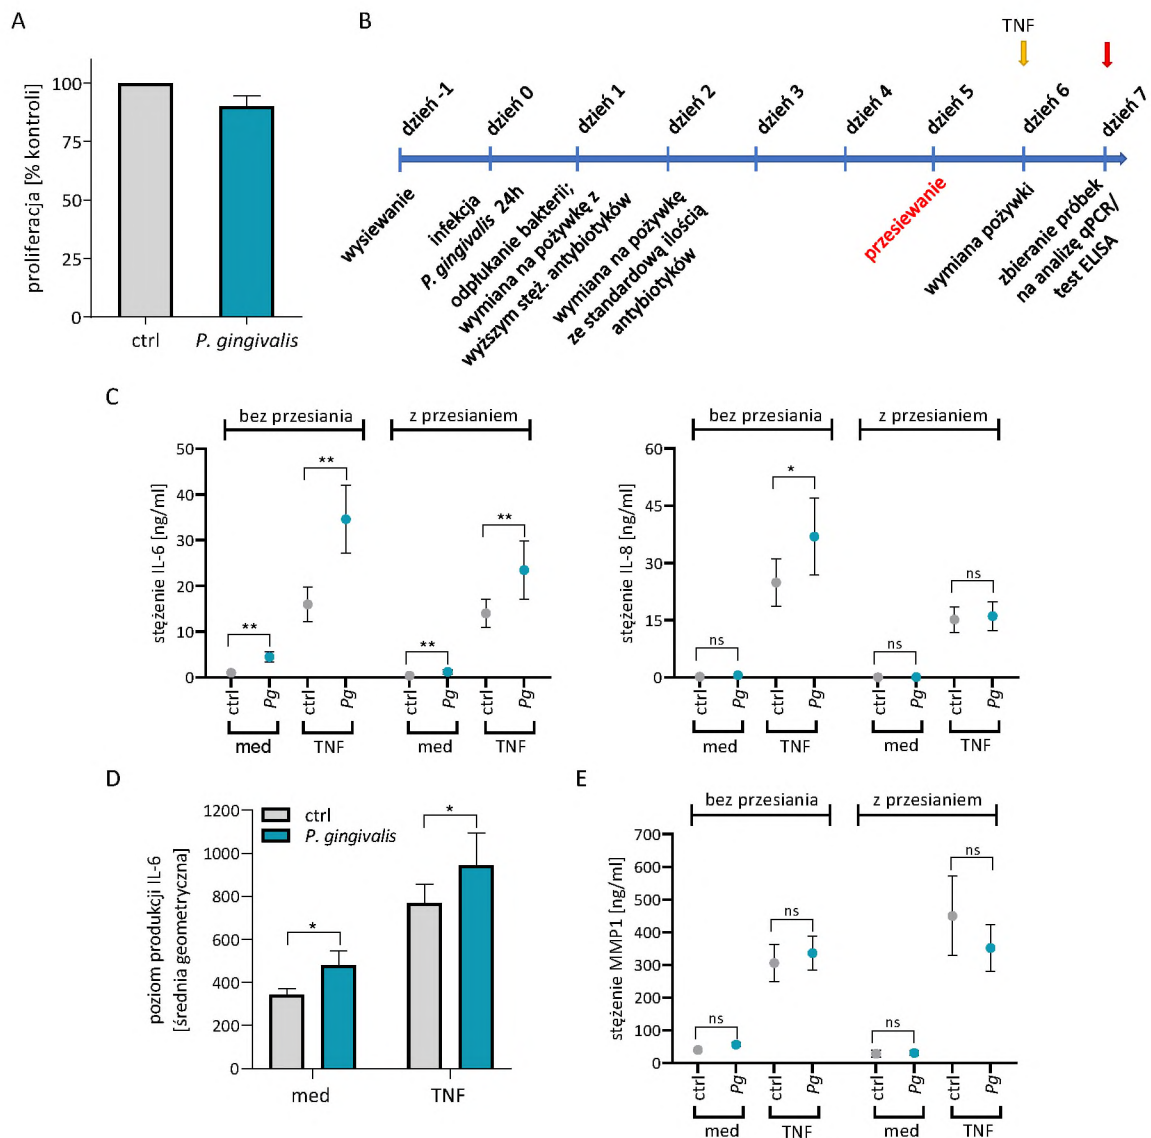 A
proliferacja [% kontroli]
100
75
50
25
0
ctrl
P. gingivalis
B
TNF
dzień -1
dzień 0
dzień 1
dzień 2
dzień 3
dzień 4
dzień 5
dzień 6
dzień 7
wysiewanie
infekcja
P. gingivalis 24h
odpłukanie bakterii;
wymiana na pożywkę z
wyższym stęż. antybiotyków
wymiana na pożywkę
ze standardową ilością
antybiotyków
przesiewanie
wymiana pożywki
zbieranie próbek
na analizę qPCR/
test ELISA
C
bez przesiania
z przesianiem
stężenie IL-6 [ng/ml]
50
40
30
20
10
0
**
**
**
**
ctrl
Pg
ctrl
Pg
ctrl
Pg
ctrl
Pg
med
TNF
med
TNF
bez przesiania
z przesianiem
stężenie IL-8 [ng/ml]
60
45
30
15
0
ns
*
ns
ns
ctrl
Pg
ctrl
Pg
ctrl
Pg
ctrl
Pg
med
TNF
med
TNF
D
poziom produkcji IL-6
[średnia geometryczna]
1200
1000
800
600
400
200
0
ctrl
P. gingivalis
*
*
med
TNF
E
bez przesiania
z przesianiem
stężenie MMP1 [ng/ml]
700
600
500
400
300
200
100
0
ns
ns
ns
ns
ctrl
Pg
ctrl
Pg
ctrl
Pg
ctrl
Pg
med
TNF
med
TNF